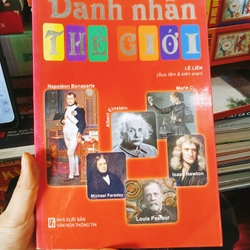 Danh nhân
THẾ GIỚI
LÊ LIÊN
(Sưu tầm & biên soạn)
Napoléon Bonaparte
Albert Einstein
Marie C
Michael Faraday
Isaac Newton
Louis Pasteur
NHÀ XUẤT BẢN
VĂN HÓA THÔNG TIN